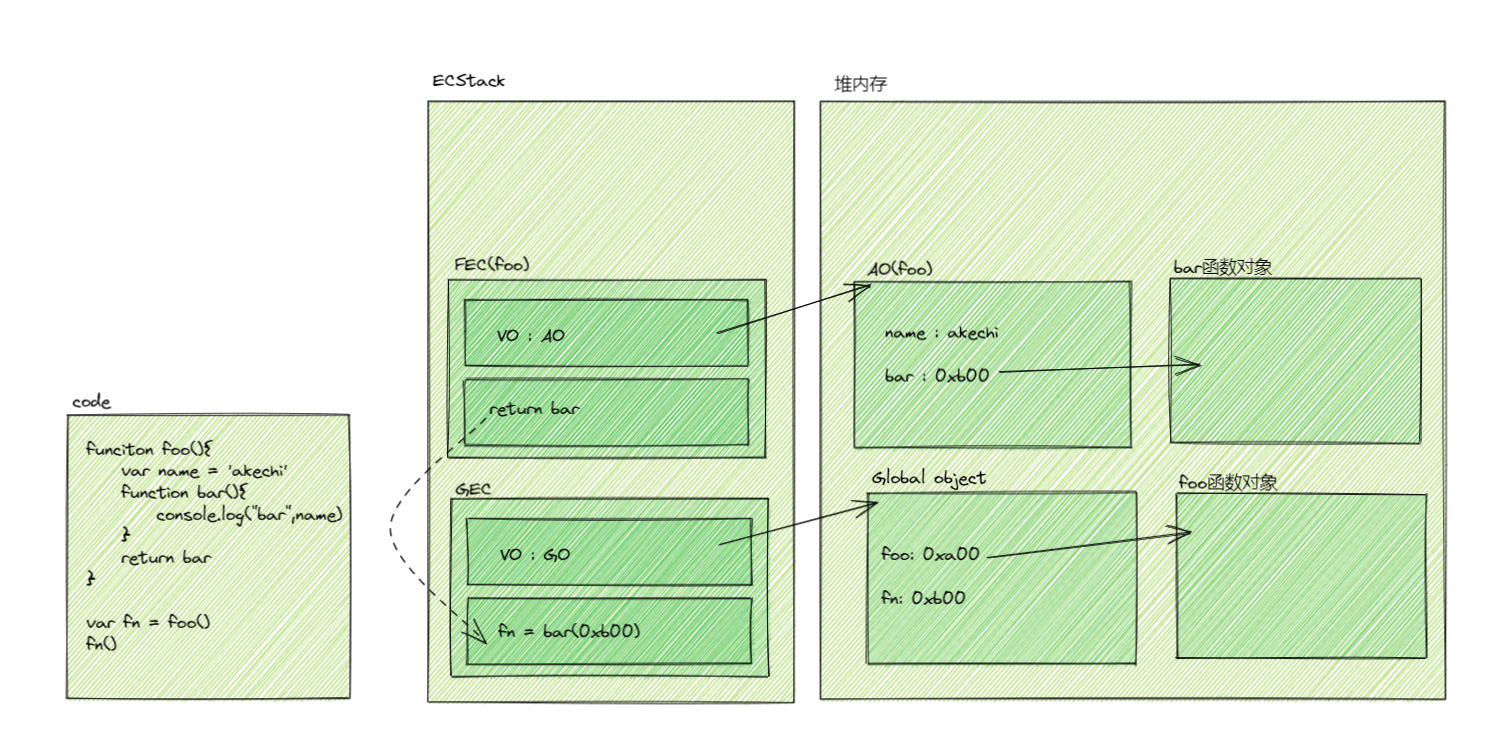 code
funciton foo(){
var name = 'akechi'
function bar(){
console.log("bar",name)
}
return bar
}
var fn = foo()
fn()
ECStack
FEC(foo)
VO : AO
return bar
GEC
VO : GO
fn = bar(0xb00)
堆内存
AO(foo)
name : akechi
bar : 0xb00
bar函数对象
Global object
foo: 0xa00
fn: 0xb00
foo函数对象